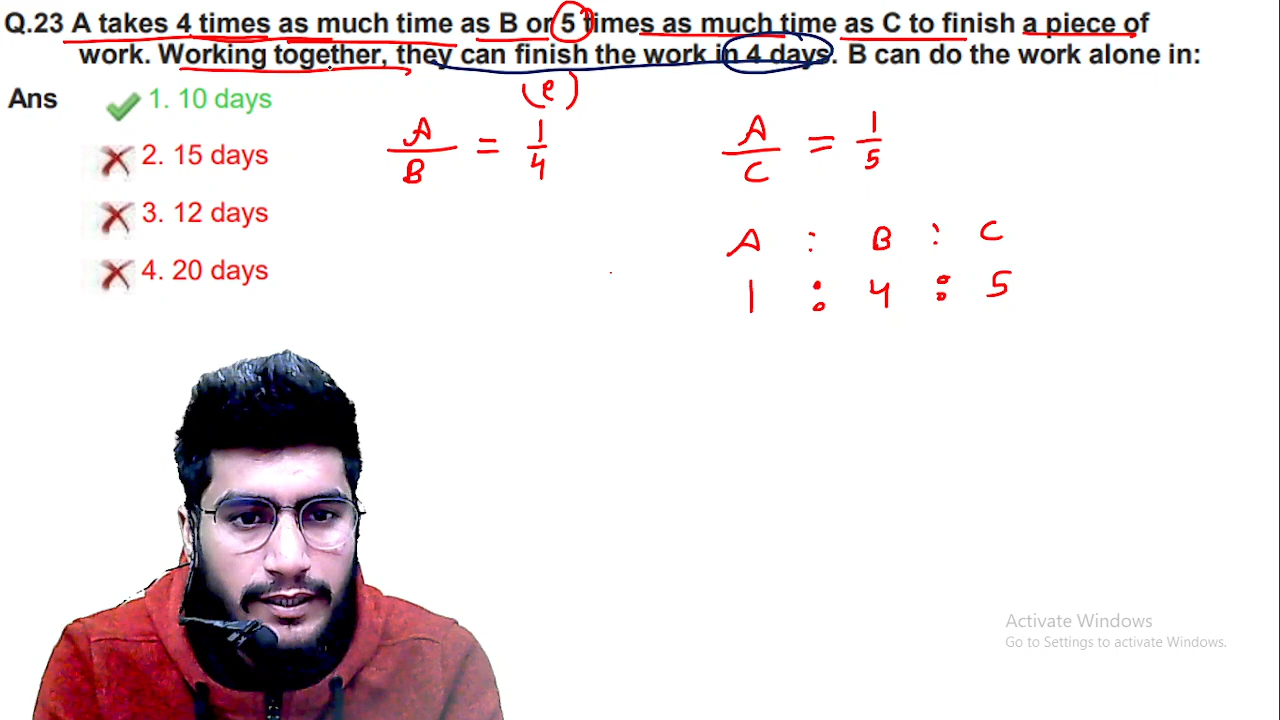 Q.23 A takes 4 times as much time as B or 5 times as much time as C to finish a piece of
work. Working together, they can finish the work in 4 days. B can do the work alone in:
Ans
1. 10 days
2. 15 days
3. 12 days
4. 20 days
(e)
A/B = 1/4
A/C = 1/5
A : B : C
1 : 4 : 5
Activate Windows
Go to Settings to activate Windows.